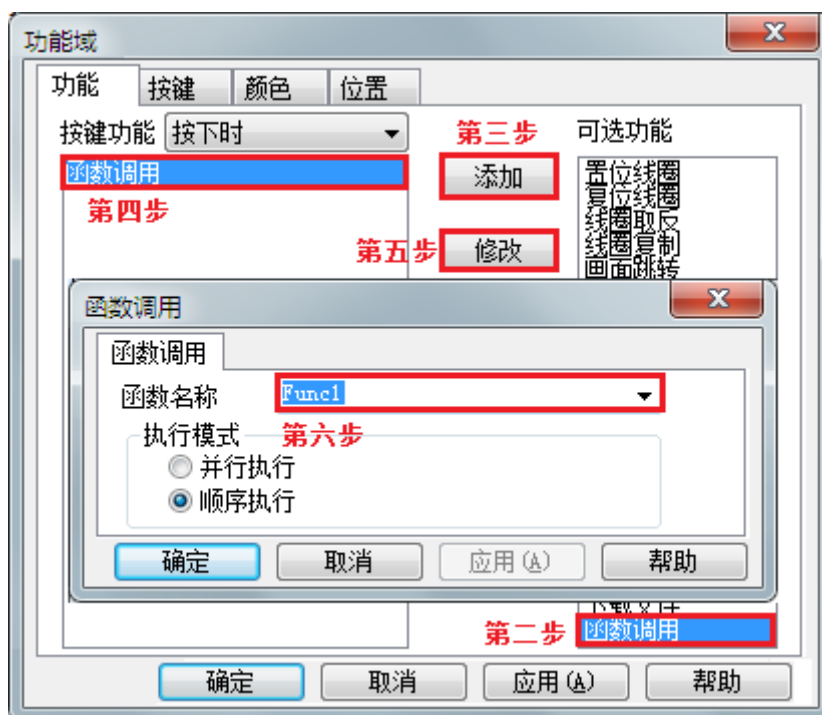 功能域
功能 按键 颜色 位置
按键功能 按下时 第三步 可选功能
函数调用 添加 置位线圈
第四步 复位线圈
线圈取反
第五步 修改 线圈复制
画面跳转
函数调用
函数调用
函数名称 Func1
执行模式 第六步
并行执行
顺序执行
确定 取消 应用(A) 帮助
下载文件
第二步 函数调用
确定 取消 应用(A) 帮助